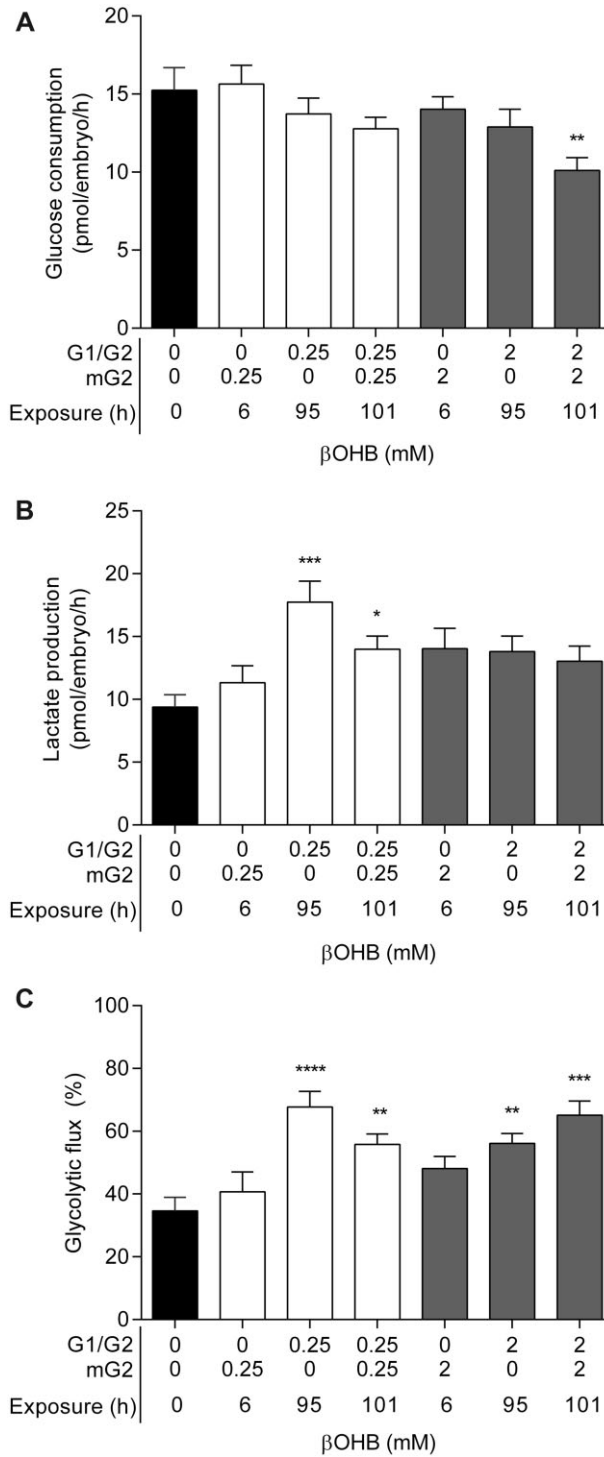 A
Glucose consumption
(pmol/embryo/h)
20
15
10
5
0
**
G1/G2 0 0 0.25 0.25 0 2 2
mG2 0 0.25 0 0.25 2 0 2
Exposure (h) 0 6 95 101 6 95 101
βOHB (mM)
B
Lactate production
(pmol/embryo/h)
25
20
15
10
5
0
***
*
G1/G2 0 0 0.25 0.25 0 2 2
mG2 0 0.25 0 0.25 2 0 2
Exposure (h) 0 6 95 101 6 95 101
βOHB (mM)
C
Glycolytic flux (%)
100
80
60
40
20
0
****
**
**
***
G1/G2 0 0 0.25 0.25 0 2 2
mG2 0 0.25 0 0.25 2 0 2
Exposure (h) 0 6 95 101 6 95 101
βOHB (mM)